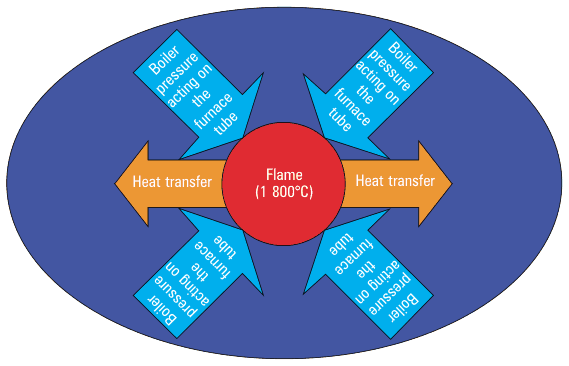 Boiler
pressure
acting on
the
furnace
tube
Boiler
pressure
acting on
the
furnace
tube
Heat transfer
Flame
(1 800°C)
Heat transfer
Boiler
pressure
acting on
the
furnace
tube
Boiler
pressure
acting on
the
furnace
tube